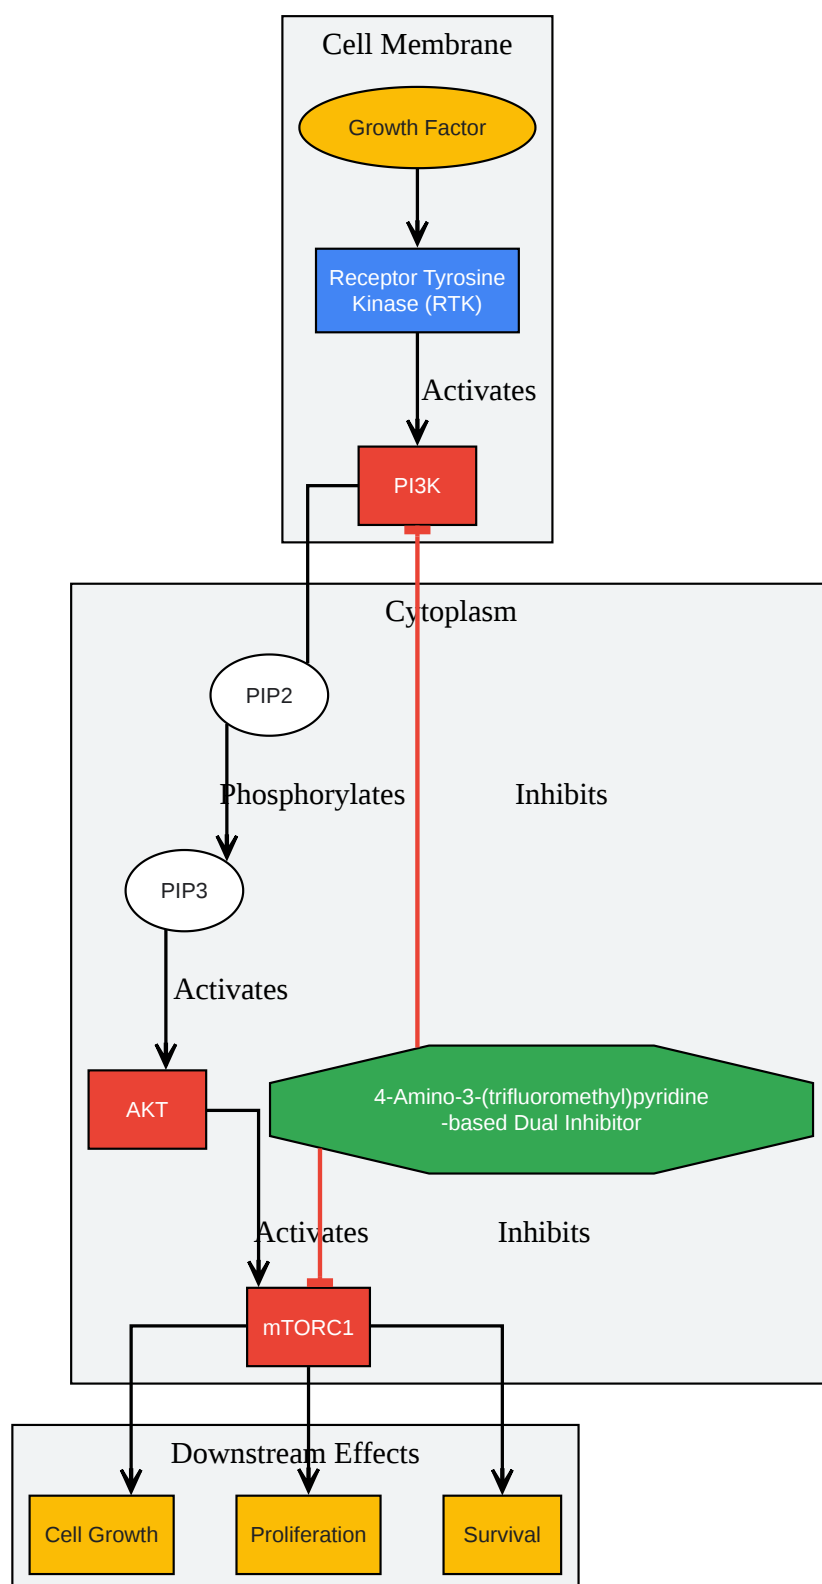 Cell Membrane
Growth Factor
Receptor Tyrosine
Kinase (RTK)
Activates
PI3K
Cytoplasm
PIP2
Phosphorylates
Inhibits
PIP3
Activates
AKT
4-Amino-3-(trifluoromethyl)pyridine
-based Dual Inhibitor
Activates
Inhibits
mTORC1
Downstream Effects
Cell Growth
Proliferation
Survival